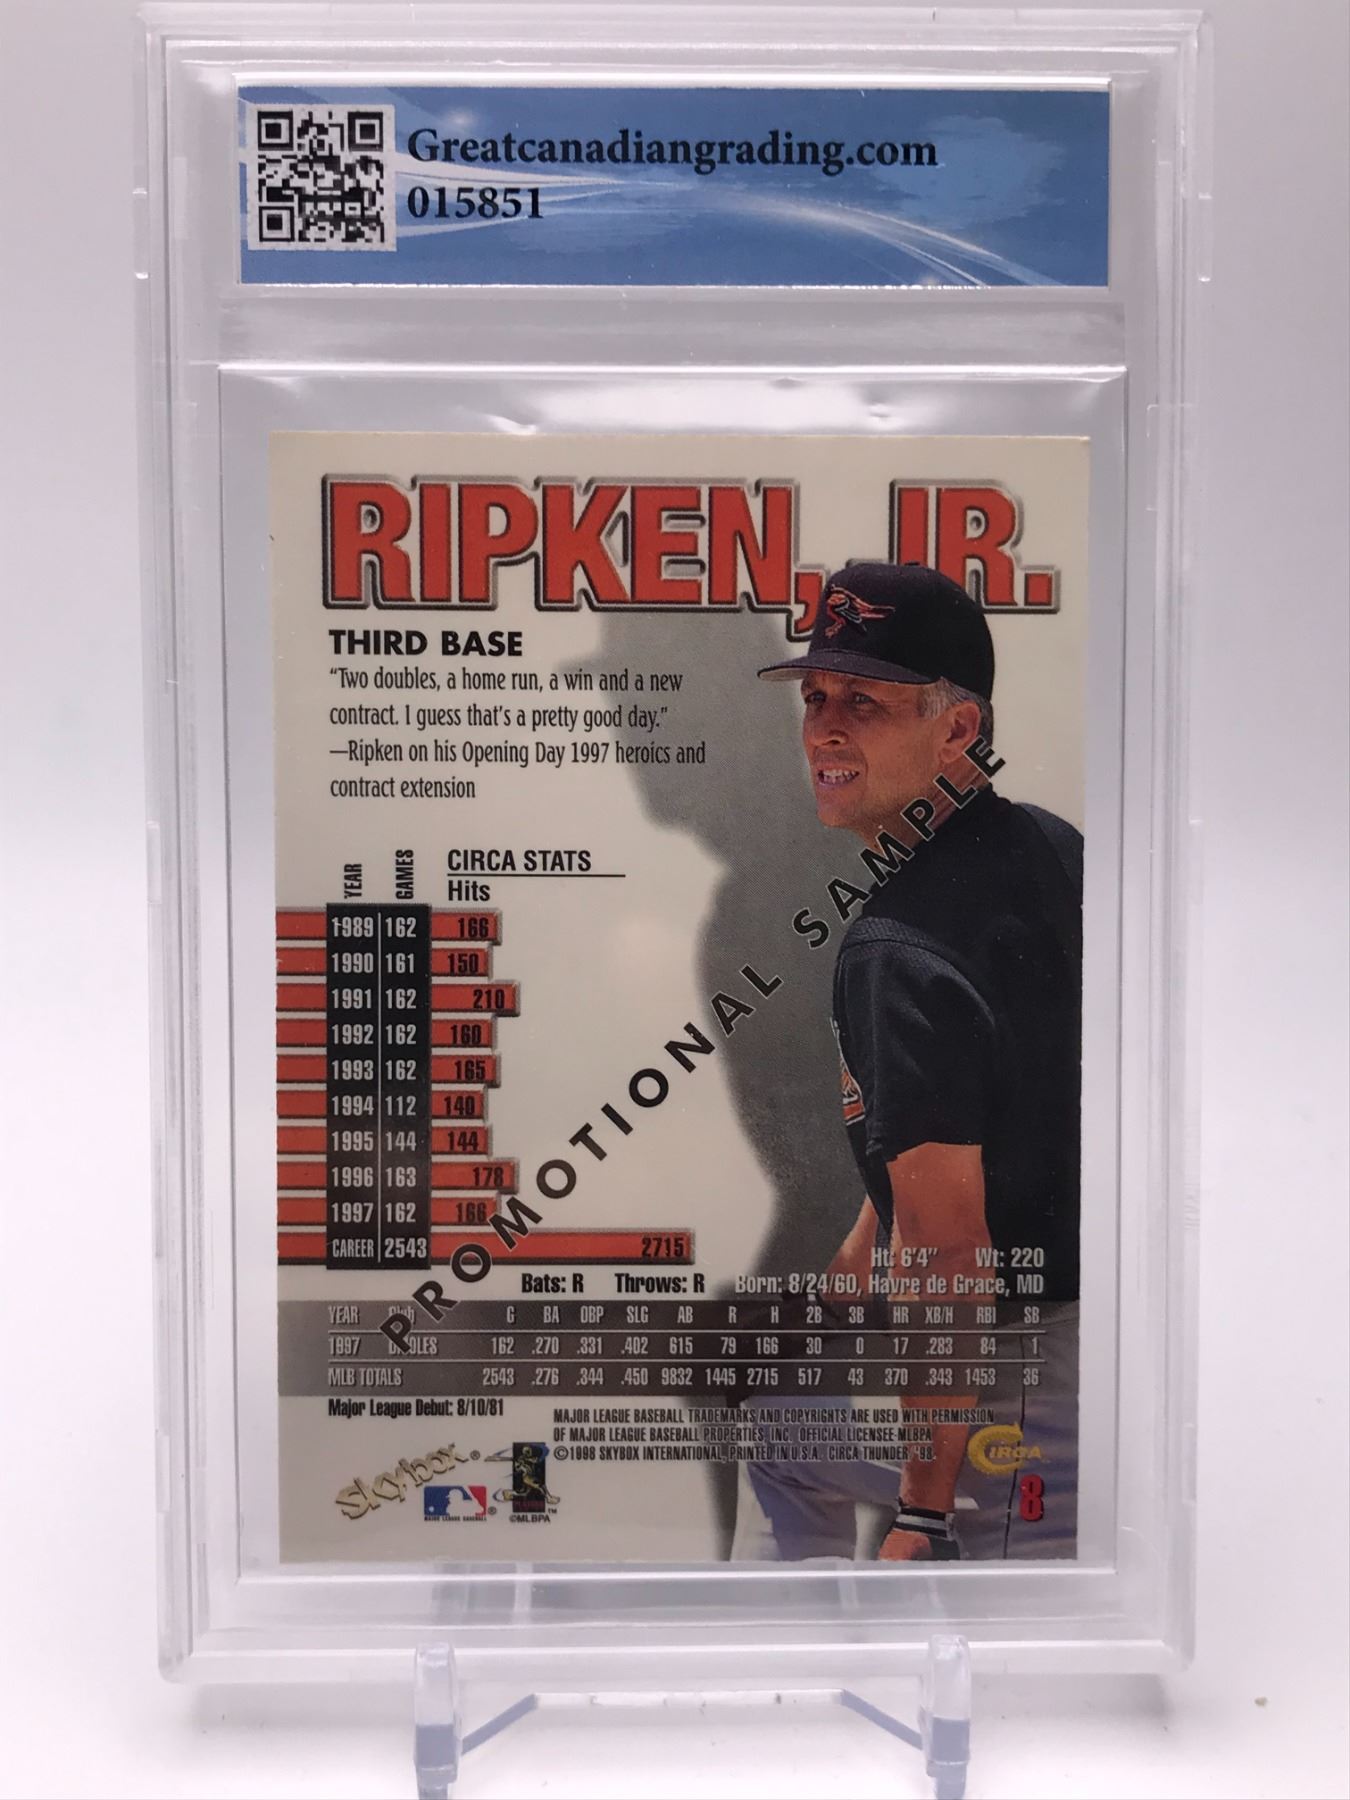 Greatcanadiangrading.com
015851
RIPKEN, JR.
THIRD BASE
“Two doubles, a home run, a win and a new
contract. I guess that's a pretty good day.”
—Ripken on his Opening Day 1997 heroics and
contract extension
CIRCA STATS
YEAR GAMES Hits
1989 162 166
1990 161 150
1991 162 210
1992 162 160
1993 162 165
1994 112 140
1995 144 144
1996 163 178
1997 162 166
CAREER 2543 2715
PROMOTIONAL SAMPLE
Ht: 6'4” Wt: 220
Bats: R Throws: R Born: 8/24/60, Havre de Grace, MD
YEAR Club G BA OBP SLG AB R H 2B 3B HR XB/H RBI SB
1997 162 .270 .331 .402 615 79 166 30 0 17 .283 84 1
MLB TOTALS 2543 .276 .344 .450 9832 1445 2715 517 43 370 .343 1453 36
Major League Debut: 8/10/81
MAJOR LEAGUE BASEBALL TRADEMARKS AND COPYRIGHTS ARE USED WITH PERMISSION
OF MAJOR LEAGUE BASEBALL PROPERTIES, INC. OFFICIAL LICENSEE-MLBPA
©1998 SKYBOX INTERNATIONAL, PRINTED IN U.S.A. CIRCA THUNDER '98
CIRCA
8
Skybox®
MAJOR LEAGUE BASEBALL
®
™
©MLBPA